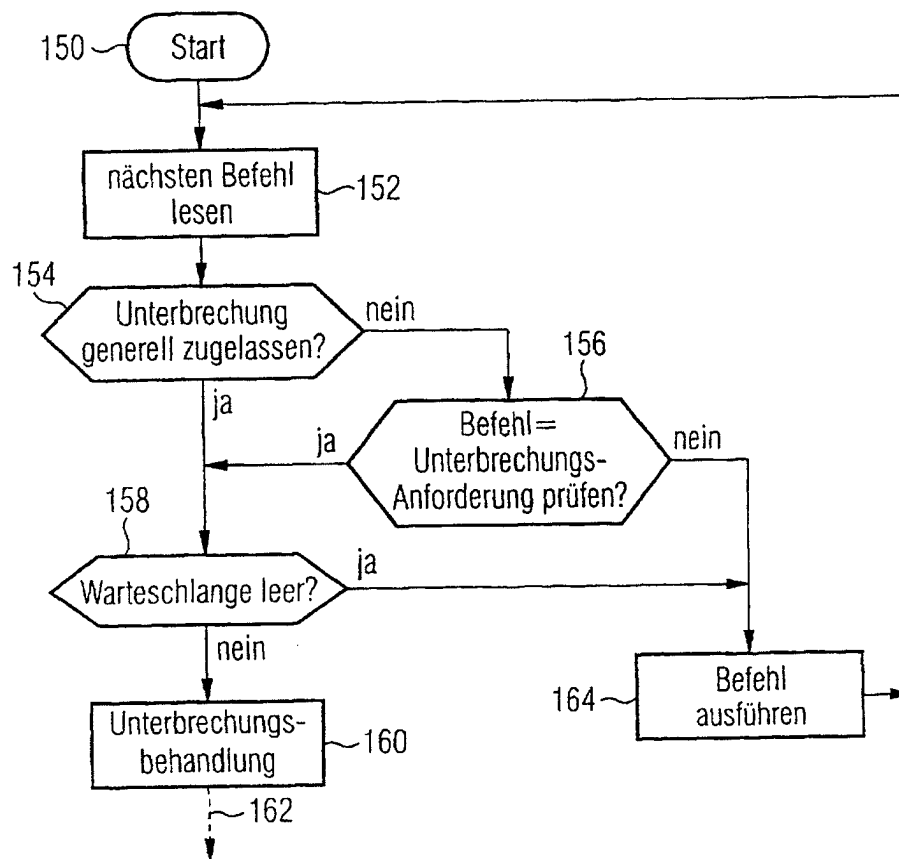 150
Start
nächsten Befehl
lesen
152
154
Unterbrechung
generell zugelassen?
nein
ja
156
Befehl=
Unterbrechungs-
Anforderung prüfen?
ja
nein
158
Warteschlange leer?
ja
nein
Unterbrechungs-
behandlung
160
162
164
Befehl
ausführen